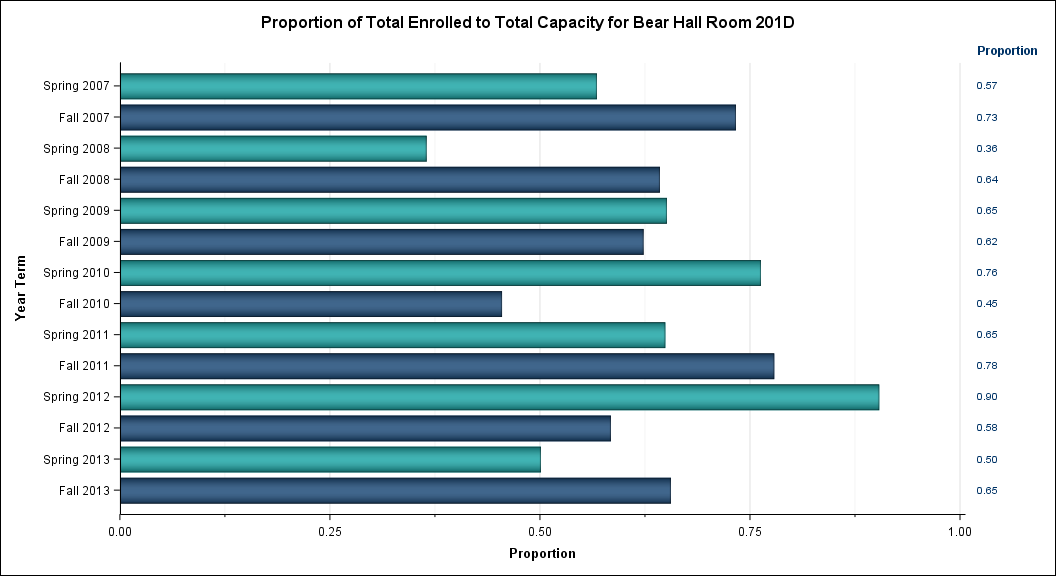 Proportion of Total Enrolled to Total Capacity for Bear Hall Room 201D
Proportion
Spring 2007 0.57
Fall 2007 0.73
Spring 2008 0.36
Fall 2008 0.64
Spring 2009 0.65
Fall 2009 0.62
Spring 2010 0.76
Fall 2010 0.45
Spring 2011 0.65
Fall 2011 0.78
Spring 2012 0.90
Fall 2012 0.58
Spring 2013 0.50
Fall 2013 0.65
Year Term
0.00 0.25 0.50 0.75 1.00
Proportion